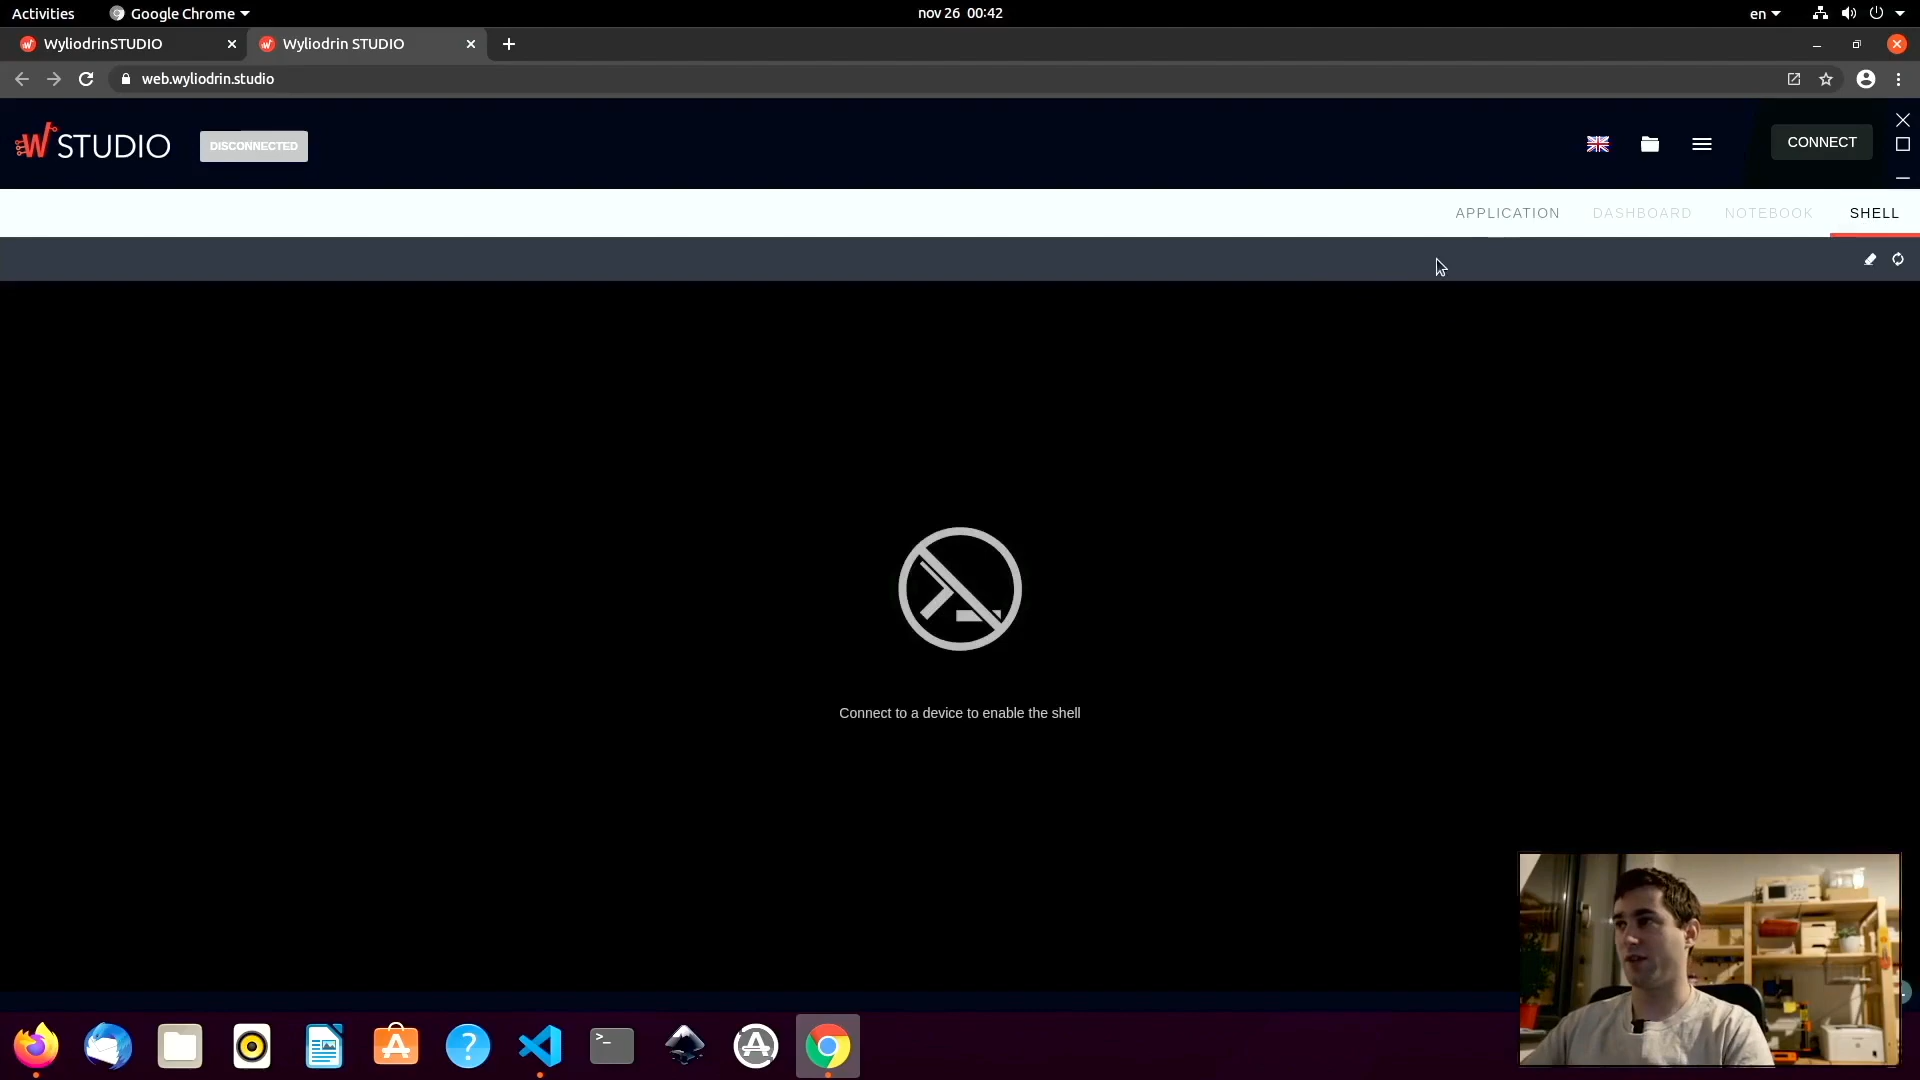 Activities
Google Chrome
nov 26 00:42
en
WyliodrinSTUDIO
Wyliodrin STUDIO
web.wyliodrin.studio
W STUDIO
DISCONNECTED
CONNECT
APPLICATION
DASHBOARD
NOTEBOOK
SHELL
Connect to a device to enable the shell